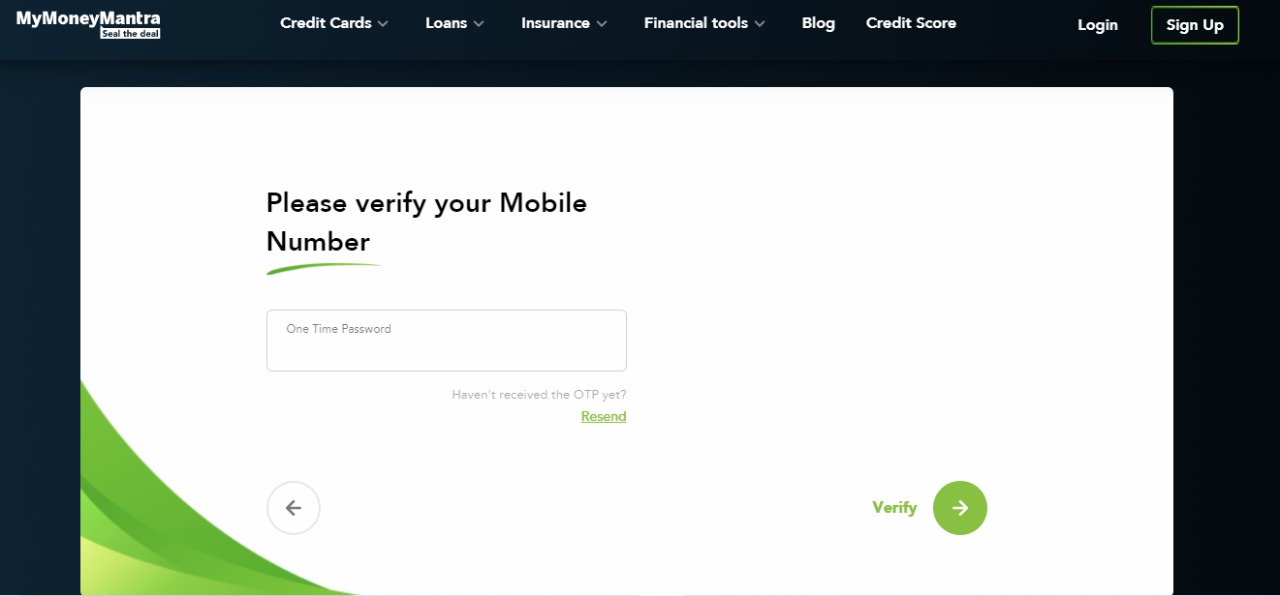 MyMoneyMantra
Seal the deal
Credit Cards
Loans
Insurance
Financial tools
Blog
Credit Score
Login
Sign Up
Please verify your Mobile
Number
One Time Password
Haven't received the OTP yet?
Resend
Verify